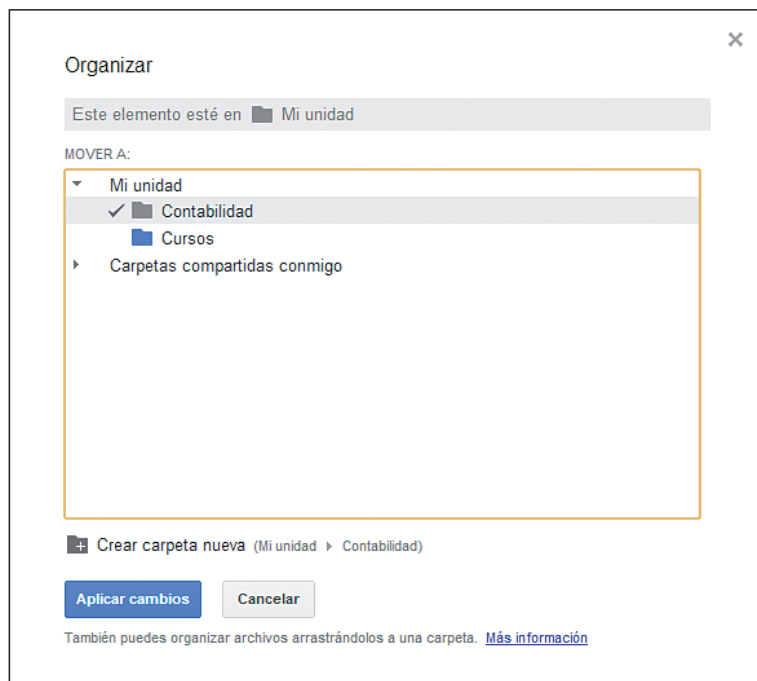 Organizar
Este elemento esté en Mi unidad
MOVER A:
Mi unidad
Contabilidad
Cursos
Carpetas compartidas conmigo
Crear carpeta nueva (Mi unidad ▸ Contabilidad)
Aplicar cambios Cancelar
También puedes organizar archivos arrastrándolos a una carpeta. Más información